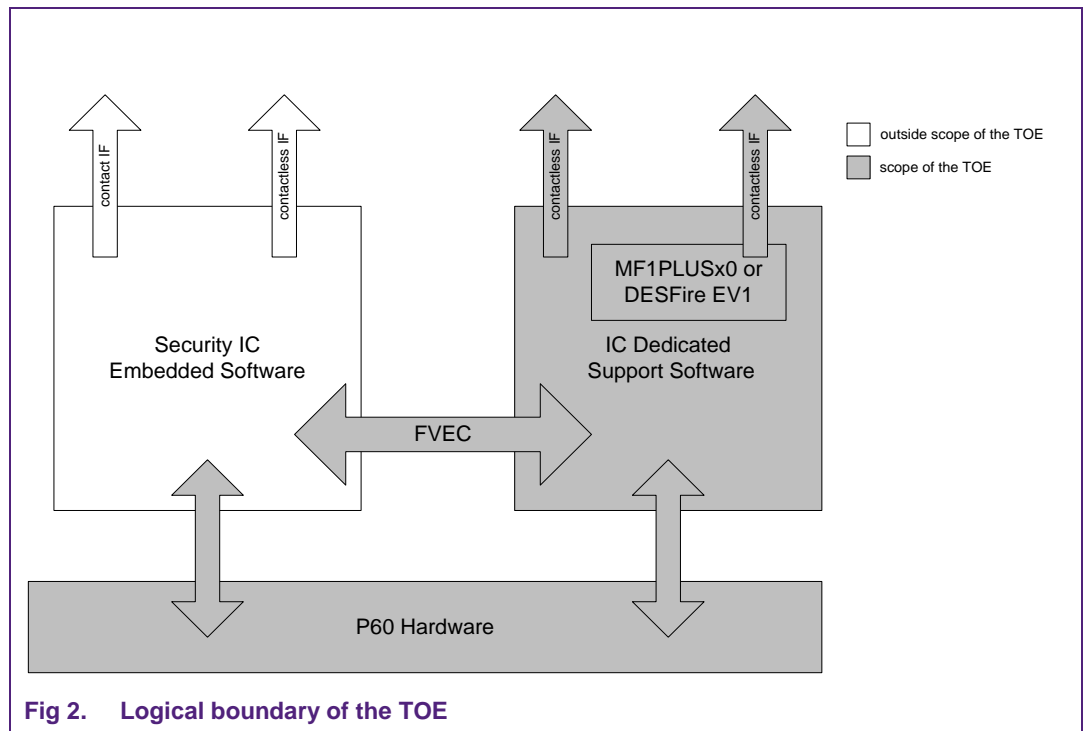 contact IF
contactless IF
contactless IF
contactless IF
outside scope of the TOE
scope of the TOE
MF1PLUSx0 or
DESFire EV1
Security IC
Embedded Software
IC Dedicated
Support Software
FVEC
P60 Hardware
Fig 2. Logical boundary of the TOE